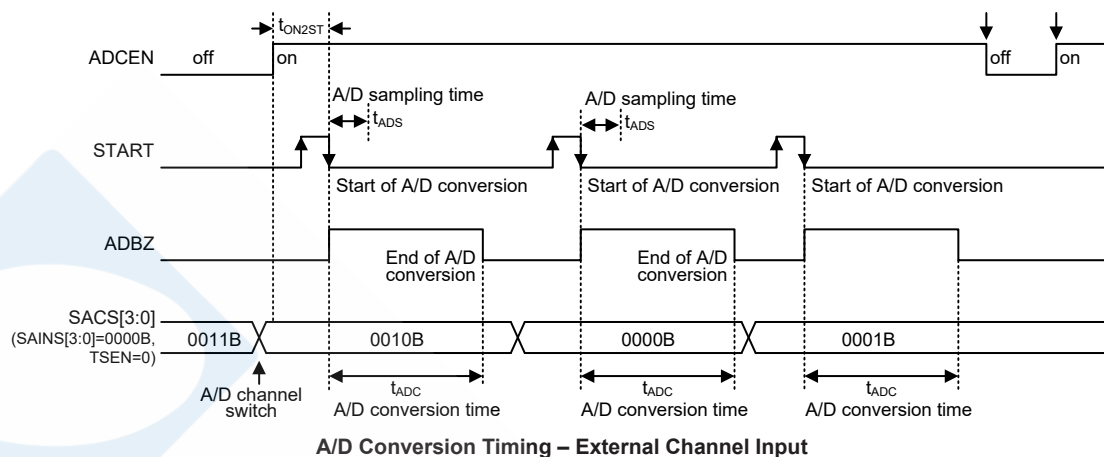 tON2ST
ADCEN
off
on
off
on
A/D sampling time
tADS
A/D sampling time
tADS
START
Start of A/D conversion
Start of A/D conversion
Start of A/D conversion
ADBZ
End of A/D
conversion
End of A/D
conversion
SACS[3:0]
(SAINS[3:0]=0000B,
TSEN=0)
0011B
0010B
0000B
0001B
A/D channel
switch
tADC
A/D conversion time
tADC
A/D conversion time
tADC
A/D conversion time
A/D Conversion Timing – External Channel Input